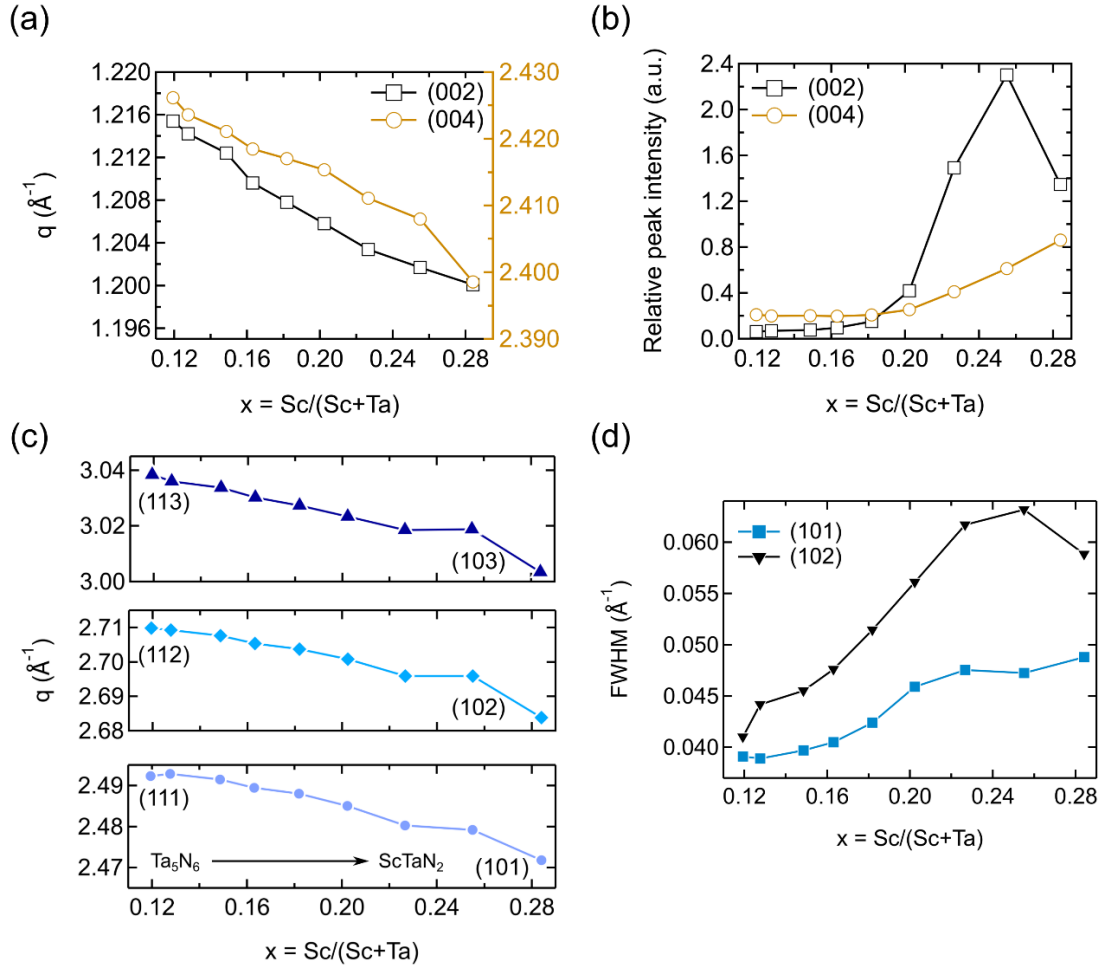 (a)
1.220
1.216
1.212
1.208
1.204
1.200
1.196
q (Å⁻¹)
(002)
(004)
2.430
2.420
2.410
2.400
2.390
0.12 0.16 0.20 0.24 0.28
x = Sc/(Sc+Ta)
(b)
2.4
2.0
1.6
1.2
0.8
0.4
0.0
Relative peak intensity (a.u.)
(002)
(004)
0.12 0.16 0.20 0.24 0.28
x = Sc/(Sc+Ta)
(c)
3.04
3.02
3.00
(113)
(103)
2.71
2.70
2.69
2.68
q (Å⁻¹)
(112)
(102)
2.49
2.48
2.47
(111)
Ta₅N₆ ScTaN₂
(101)
0.12 0.16 0.20 0.24 0.28
x = Sc/(Sc+Ta)
(d)
0.060
0.055
0.050
0.045
0.040
FWHM (Å⁻¹)
(101)
(102)
0.12 0.16 0.20 0.24 0.28
x = Sc/(Sc+Ta)